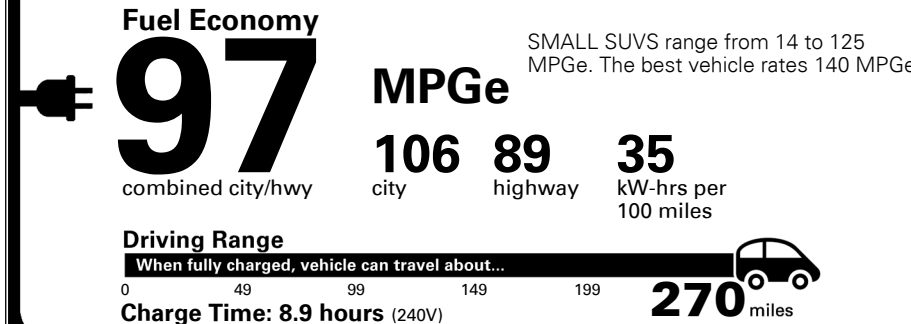 Fuel Economy
97
combined city/hwy
MPGe
SMALL SUVS range from 14 to 125
MPGe. The best vehicle rates 140 MPGe
106
city
89
highway
35
kW-hrs per
100 miles
Driving Range
When fully charged, vehicle can travel about...
0 49 99 149 199
270 miles
Charge Time: 8.9 hours (240V)